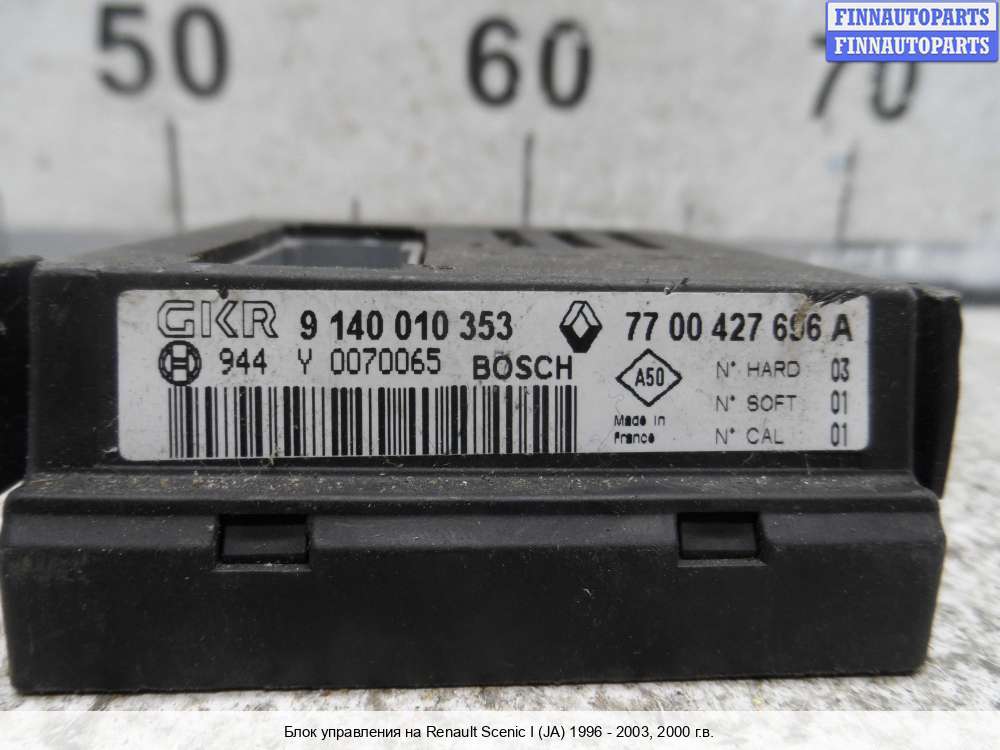 FINNAUTOPARTS
FINNAUTOPARTS
50 60 70
GKR 9 140 010 353 77 00 427 696 A
944 Y 0070065 BOSCH
A50
Made in
France
N° HARD 03
N° SOFT 01
N° CAL 01
Блок управления на Renault Scenic I (JA) 1996 - 2003, 2000 г.в.